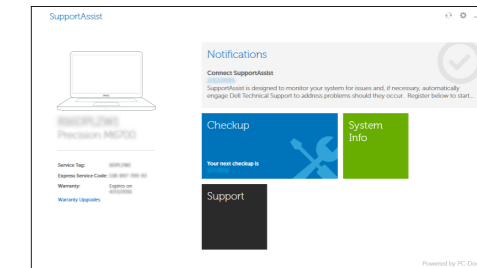 SupportAssist
Notifications
Connect SupportAssist
SupportAssist is designed to monitor your system for issues and, if necessary, automatically
engage Dell Technical Support to address problems should they occur. Register below to start...
Precision M6700
Checkup
System
Info
Your next checkup is
Service Tag:
Express Service Code:
Warranty:
Expires on
Warranty Upgrades
Support
Powered by PC-Doc